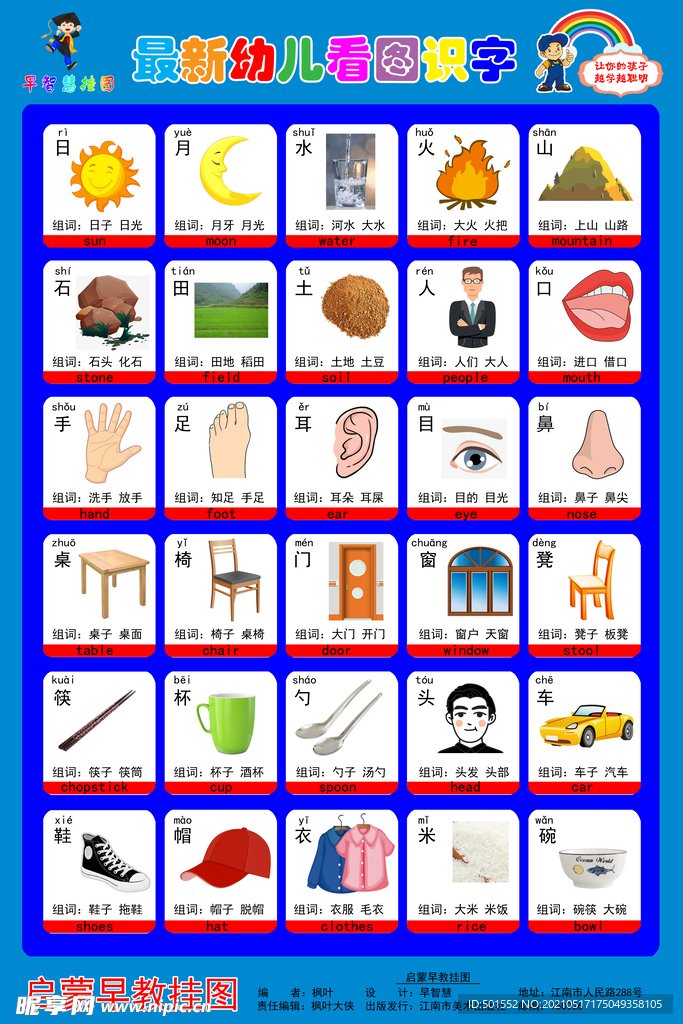 早智慧挂图
最新幼儿看图识字
让你的孩子
越学越聪明
rì yuè shuǐ huǒ shān
日 月 水 火 山
组词：日子 日光 组词：月牙 月光 组词：河水 大水 组词：大火 火把 组词：上山 山路
sun moon water fire mountain
shí tián tǔ rén kǒu
石 田 土 人 口
组词：石头 化石 组词：田地 稻田 组词：土地 土豆 组词：人们 大人 组词：进口 借口
stone field soil people mouth
shǒu zú ěr mù bí
手 足 耳 目 鼻
组词：洗手 放手 组词：知足 手足 组词：耳朵 耳屎 组词：目的 目光 组词：鼻子 鼻尖
hand foot ear eye nose
zhuō yǐ mén chuāng dèng
桌 椅 门 窗 凳
组词：桌子 桌面 组词：椅子 桌椅 组词：大门 开门 组词：窗户 天窗 组词：凳子 板凳
table chair door window stool
kuài bēi sháo tóu chē
筷 杯 勺 头 车
组词：筷子 筷筒 组词：杯子 酒杯 组词：勺子 汤勺 组词：头发 头部 组词：车子 汽车
chopstick cup spoon head car
xié mào yī mǐ wǎn
鞋 帽 衣 米 碗
Ocean World
组词：鞋子 拖鞋 组词：帽子 脱帽 组词：衣服 毛衣 组词：大米 米饭 组词：碗筷 大碗
shoes hat clothes rice bowl
启蒙早教挂图
启蒙早教挂图
编 者：枫叶 设 计：早智慧 地址：江南市人民路288号
责任编辑：枫叶大侠 出版发行：江南市美术出
昵享网 www.nipic.cn
ID:501552 NO:20210517175049358105